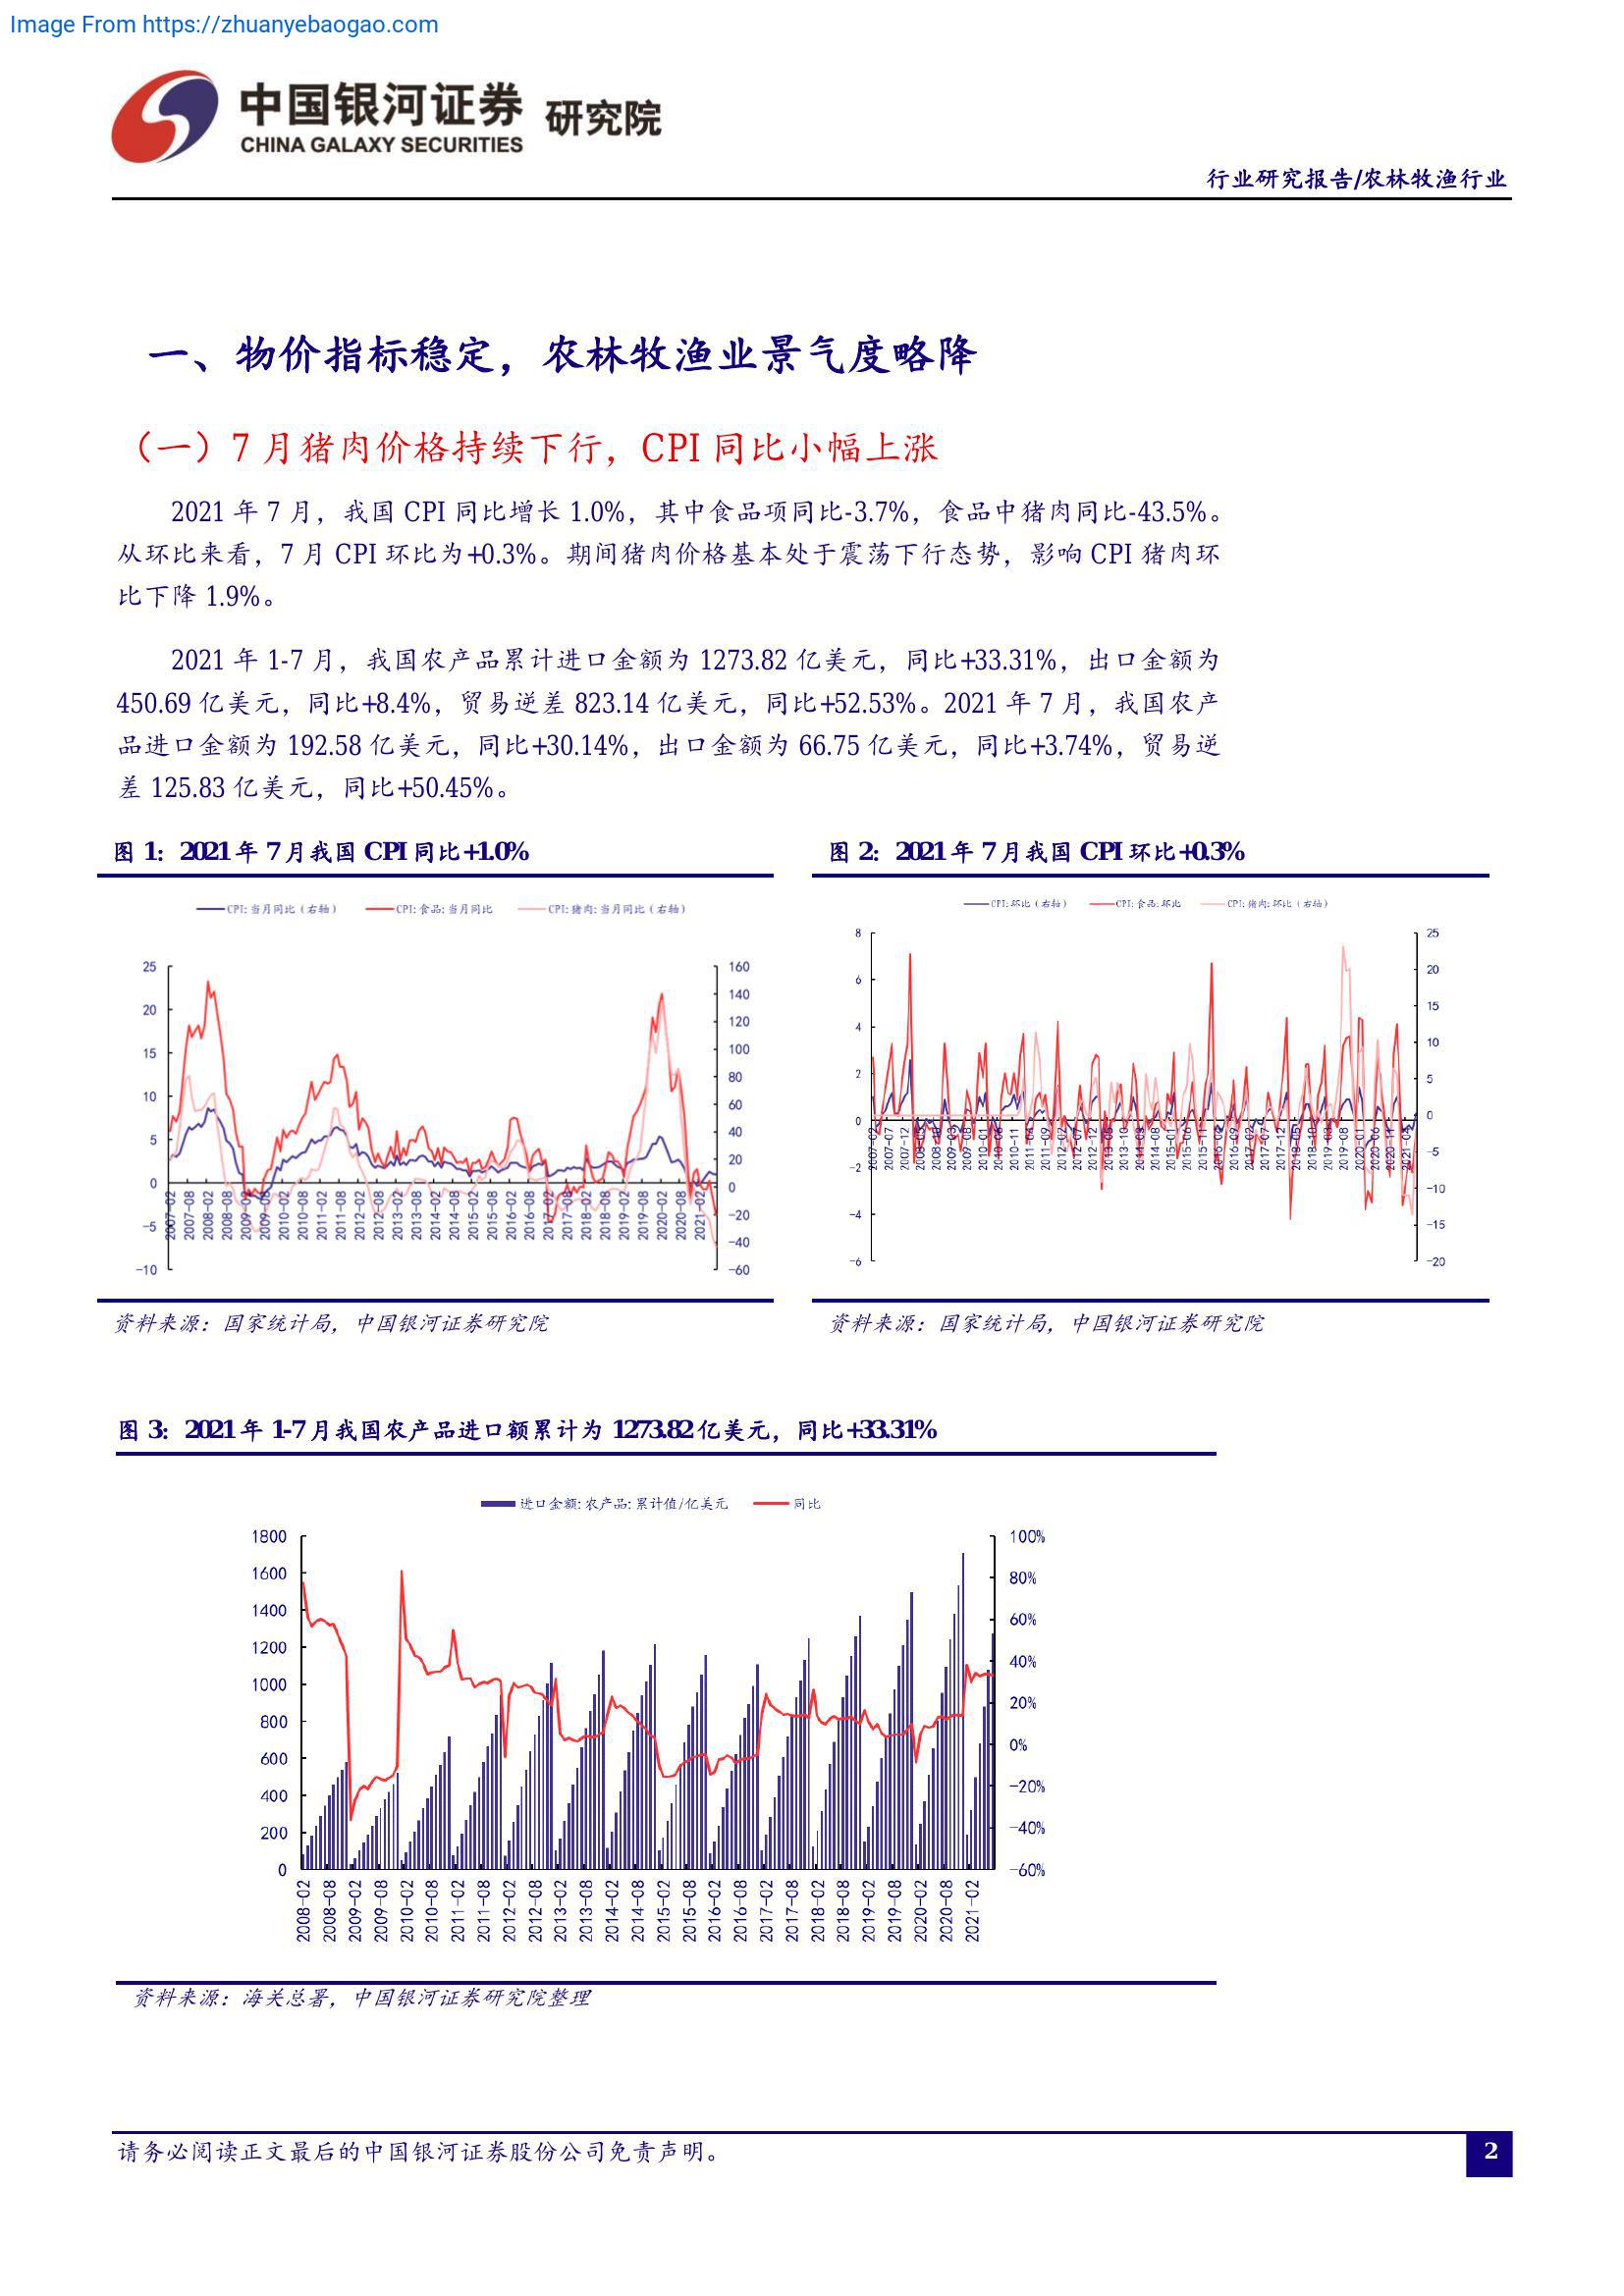 Image From https://zhuanyebaogao.com
中国银河证券 研究院
CHINA GALAXY SECURITIES
行业研究报告/农林牧渔行业
一、物价指标稳定，农林牧渔业景气度略降
（一）7 月猪肉价格持续下行，CPI 同比小幅上涨
2021 年 7 月，我国 CPI 同比增长 1.0%，其中食品项同比-3.7%，食品中猪肉同比-43.5%。
从环比来看，7 月 CPI 环比为+0.3%。期间猪肉价格基本处于震荡下行态势，影响 CPI 猪肉环
比下降 1.9%。
2021 年 1-7 月，我国农产品累计进口金额为 1273.82 亿美元，同比+33.31%，出口金额为
450.69 亿美元，同比+8.4%，贸易逆差 823.14 亿美元，同比+52.53%。2021 年 7 月，我国农产
品进口金额为 192.58 亿美元，同比+30.14%，出口金额为 66.75 亿美元，同比+3.74%，贸易逆
差 125.83 亿美元，同比+50.45%。
图 1：2021 年 7 月我国 CPI 同比+1.0%
CPI:当月同比（右轴） CPI:食品:当月同比 CPI:猪肉:当月同比（右轴）
25 20 15 10 5 0 -5 -10
160 140 120 100 80 60 40 20 0 -20 -40 -60
2007-02 2007-08 2008-02 2008-08 2009-02 2009-08 2010-02 2010-08 2011-02 2011-08 2012-02 2012-08 2013-02 2013-08 2014-02 2014-08 2015-02 2015-08 2016-02 2016-08 2017-02 2017-08 2018-02 2018-08 2019-02 2019-08 2020-02 2020-08 2021-02
资料来源：国家统计局，中国银河证券研究院
图 2：2021 年 7 月我国 CPI 环比+0.3%
CPI:环比（右轴） CPI:食品:环比 CPI:猪肉:环比（右轴）
8 6 4 2 0 -2 -4 -6
25 20 15 10 5 0 -5 -10 -15 -20
2007-02 2007-07 2007-12 2008-05 2008-10 2009-03 2009-08 2010-01 2010-06 2010-11 2011-04 2011-09 2012-02 2012-07 2012-12 2013-05 2013-10 2014-03 2014-08 2015-01 2015-06 2015-11 2016-04 2016-09 2017-02 2017-07 2017-12 2018-05 2018-10 2019-03 2019-08 2020-01 2020-06 2020-11 2021-04
资料来源：国家统计局，中国银河证券研究院
图 3：2021 年 1-7 月我国农产品进口额累计为 1273.82 亿美元，同比+33.31%
进口金额:农产品:累计值/亿美元 同比
1800 1600 1400 1200 1000 800 600 400 200 0
100% 80% 60% 40% 20% 0% -20% -40% -60%
2008-02 2008-08 2009-02 2009-08 2010-02 2010-08 2011-02 2011-08 2012-02 2012-08 2013-02 2013-08 2014-02 2014-08 2015-02 2015-08 2016-02 2016-08 2017-02 2017-08 2018-02 2018-08 2019-02 2019-08 2020-02 2020-08 2021-02
资料来源：海关总署，中国银河证券研究院整理
请务必阅读正文最后的中国银河证券股份公司免责声明。
2